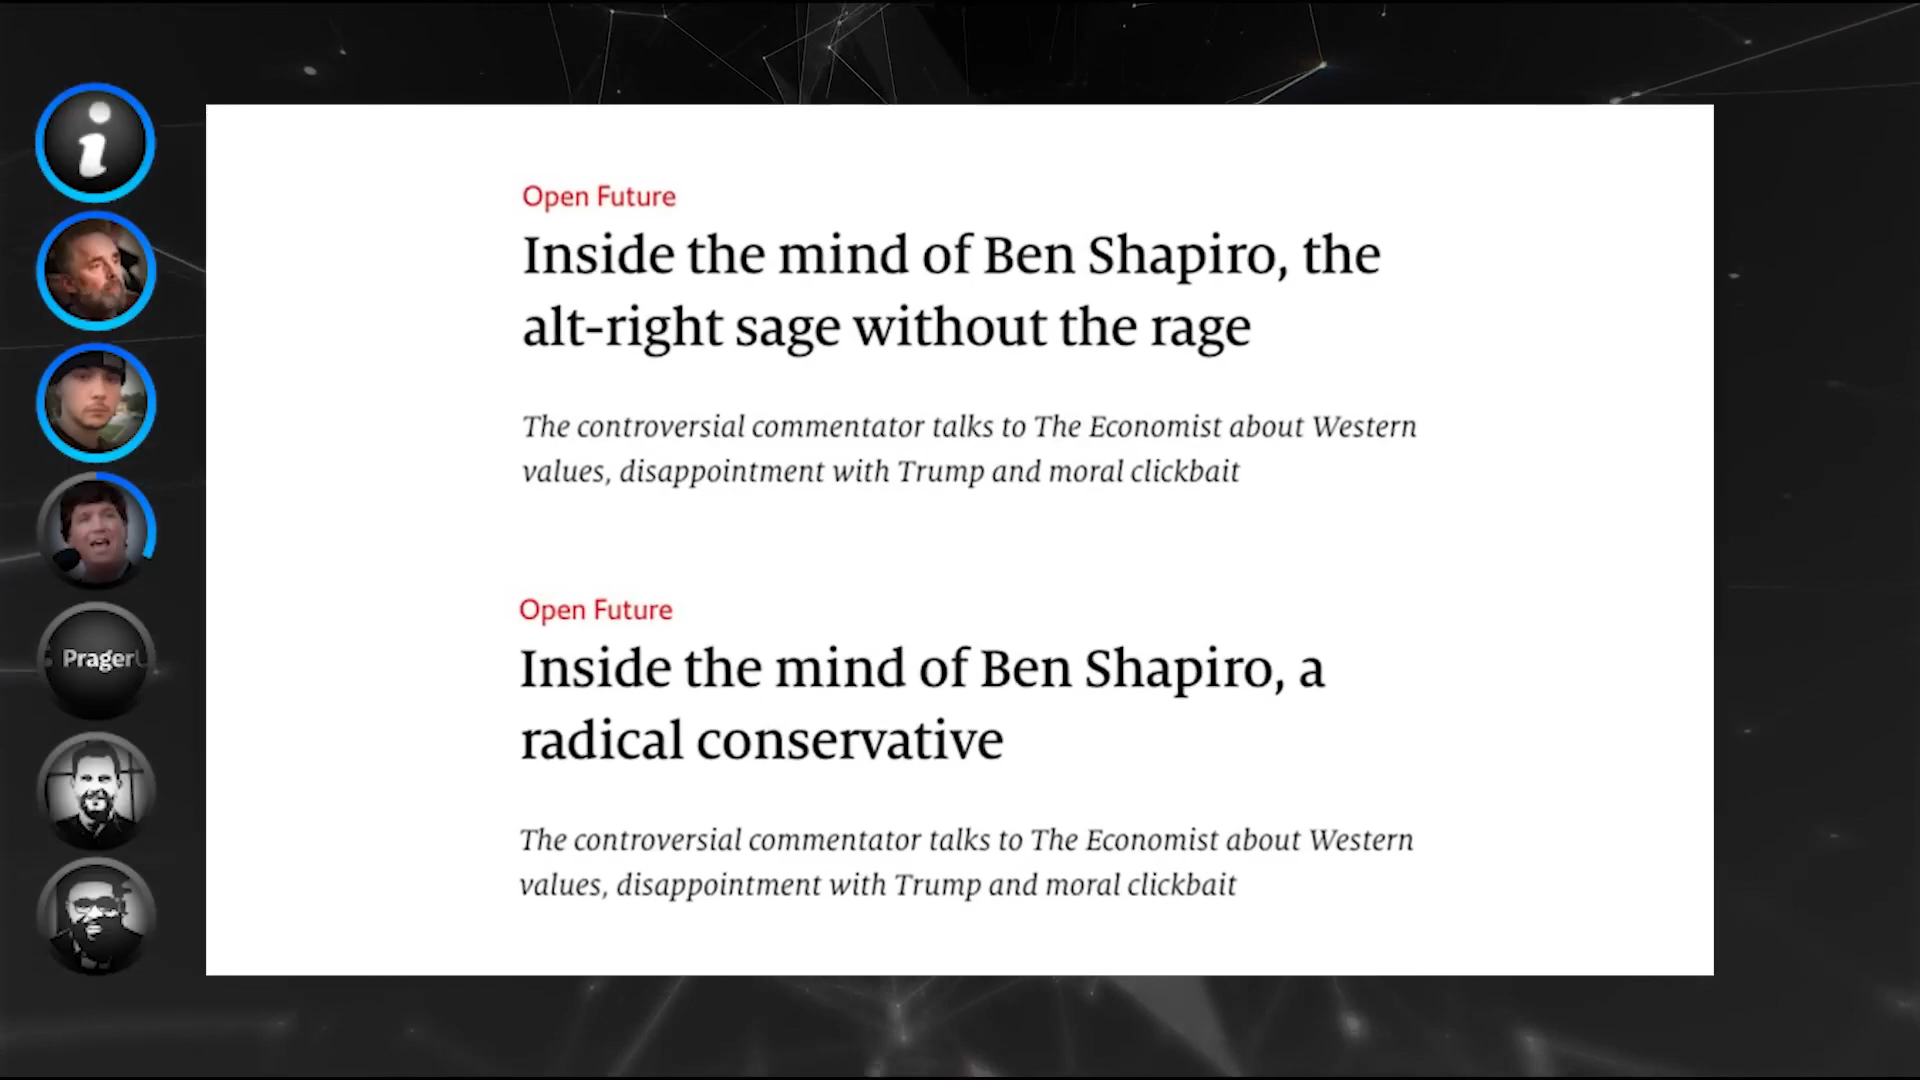 i
Open Future
Inside the mind of Ben Shapiro, the
alt-right sage without the rage
The controversial commentator talks to The Economist about Western
values, disappointment with Trump and moral clickbait
Open Future
Inside the mind of Ben Shapiro, a
radical conservative
The controversial commentator talks to The Economist about Western
values, disappointment with Trump and moral clickbait
PragerU